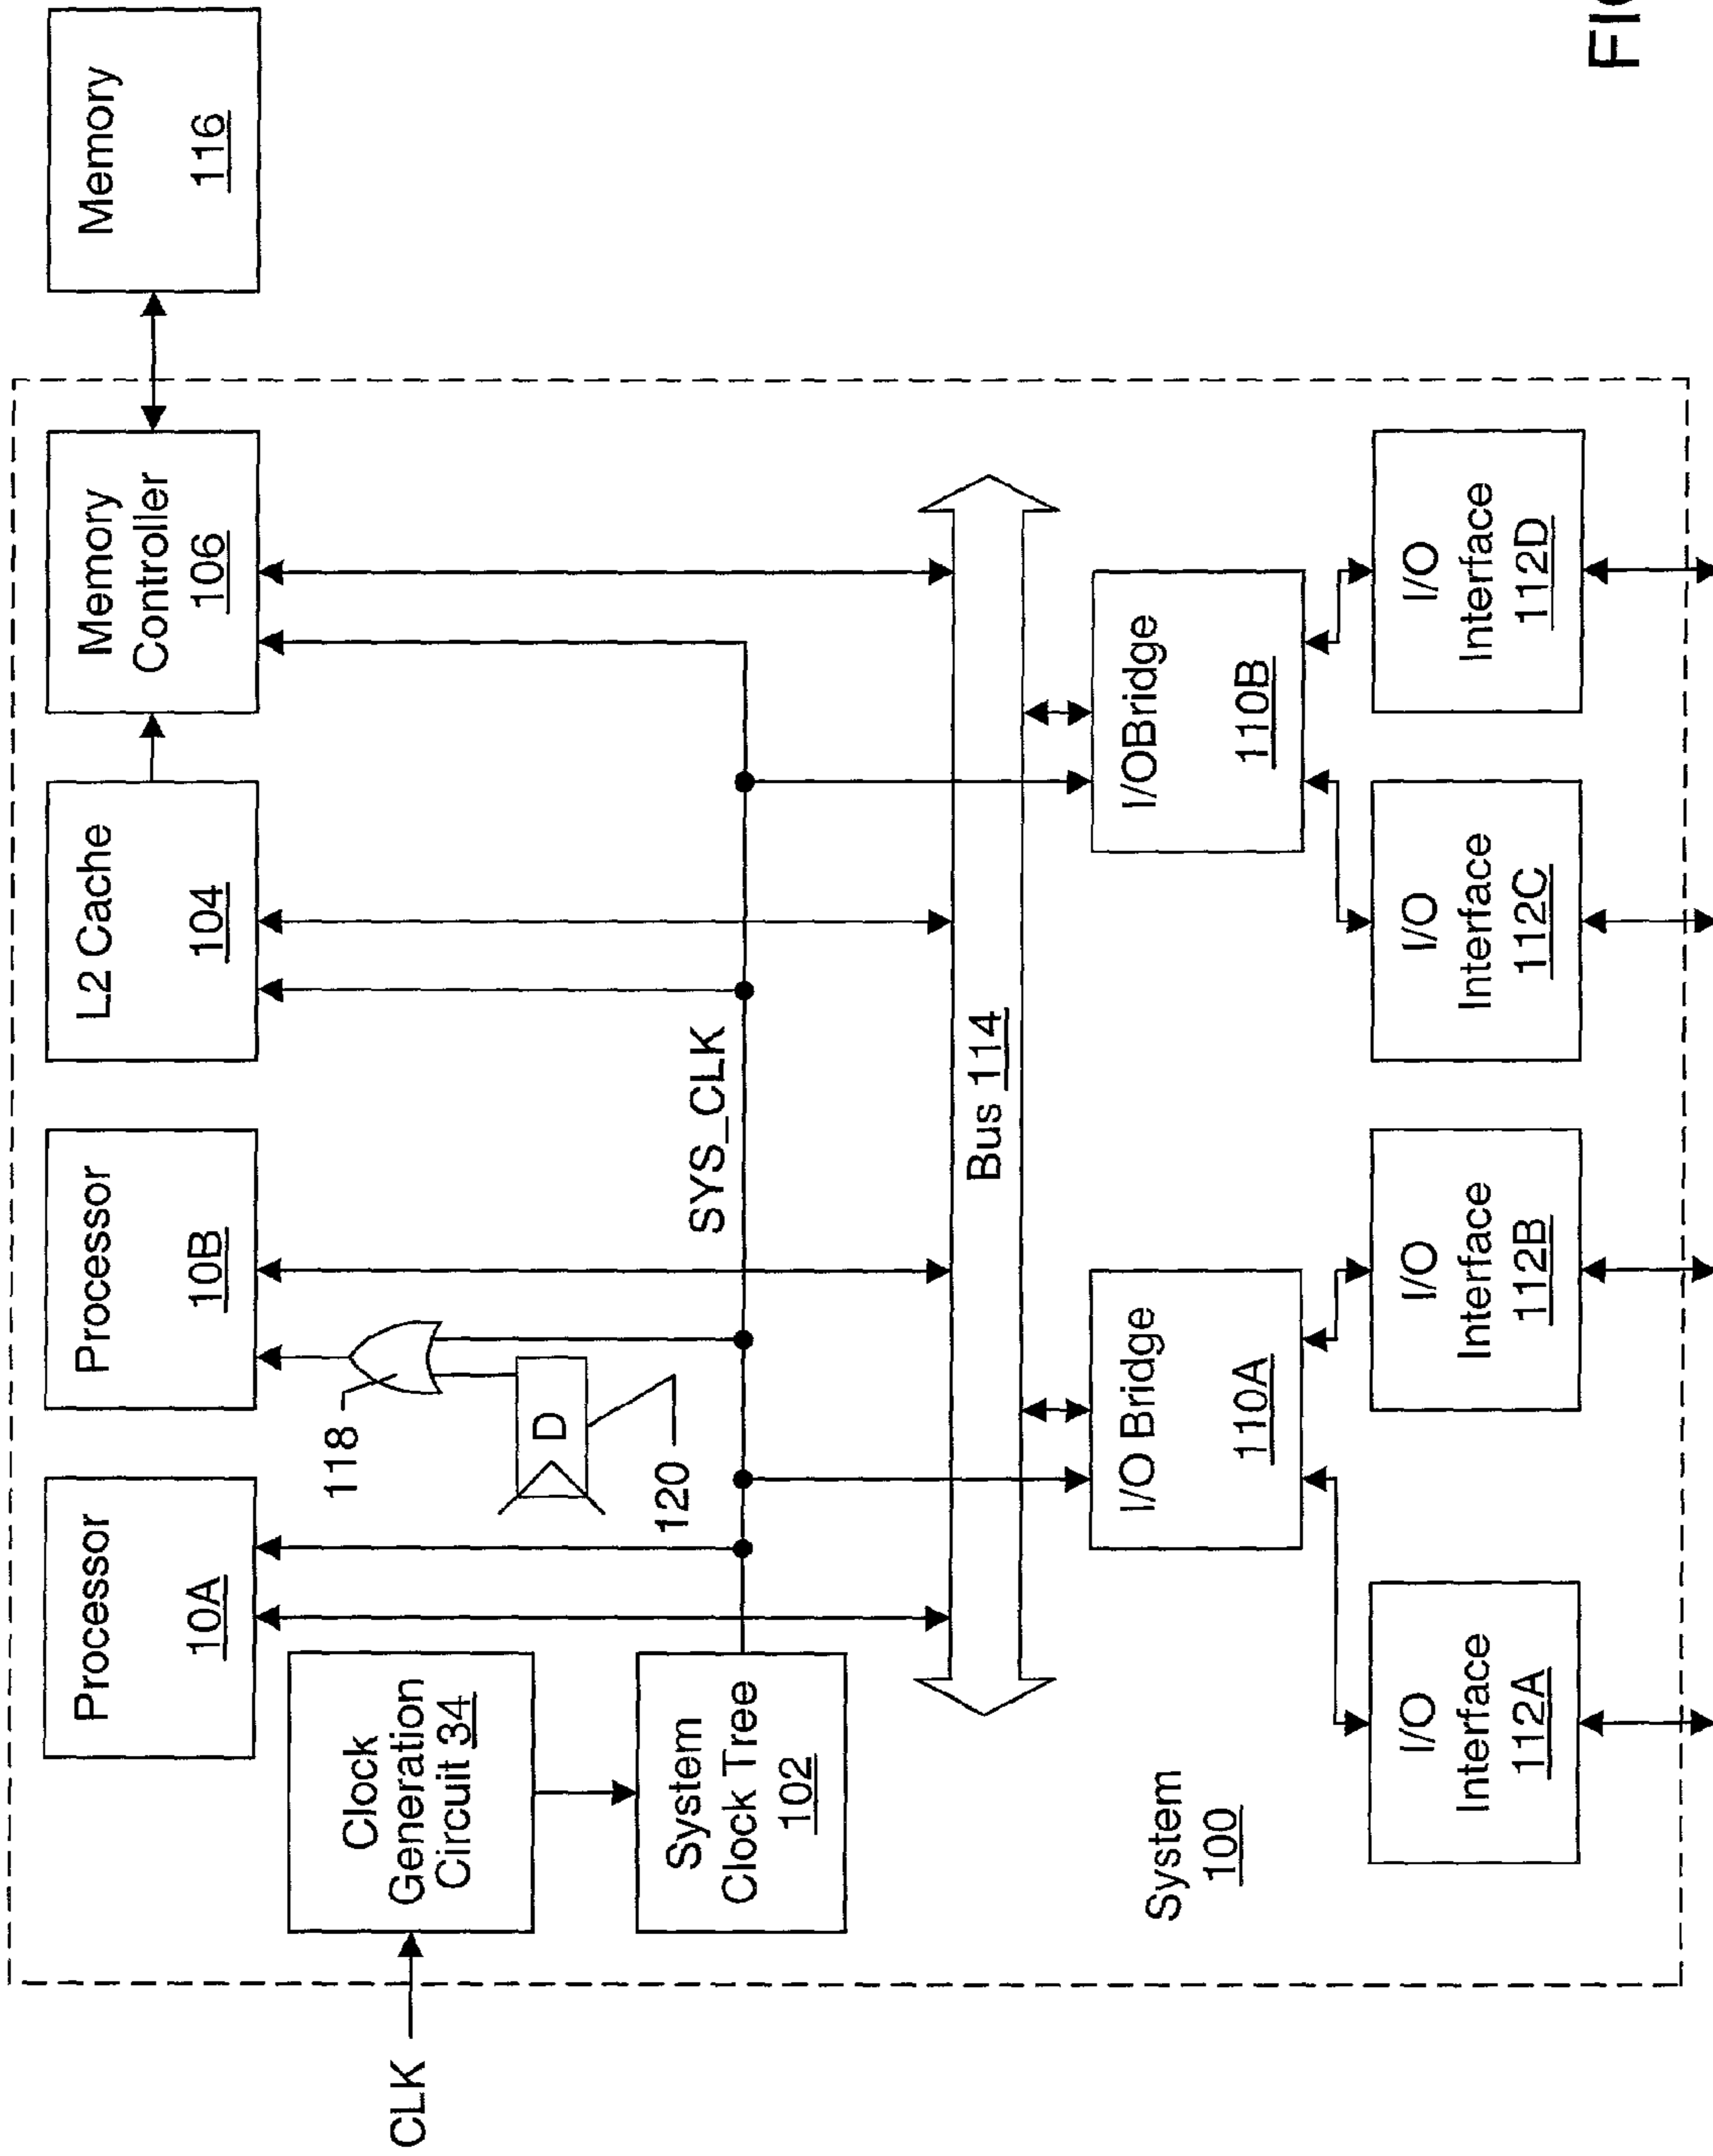 Processor
10A
Processor
10B
L2 Cache
104
Memory
Controller
106
Memory
116
118
D
120
CLK
Clock
Generation
Circuit 34
System
Clock Tree
102
SYS_CLK
Bus 114
I/O Bridge
110A
I/OBridge
110B
System
100
I/O
Interface
112A
I/O
Interface
112B
I/O
Interface
112C
I/O
Interface
112D